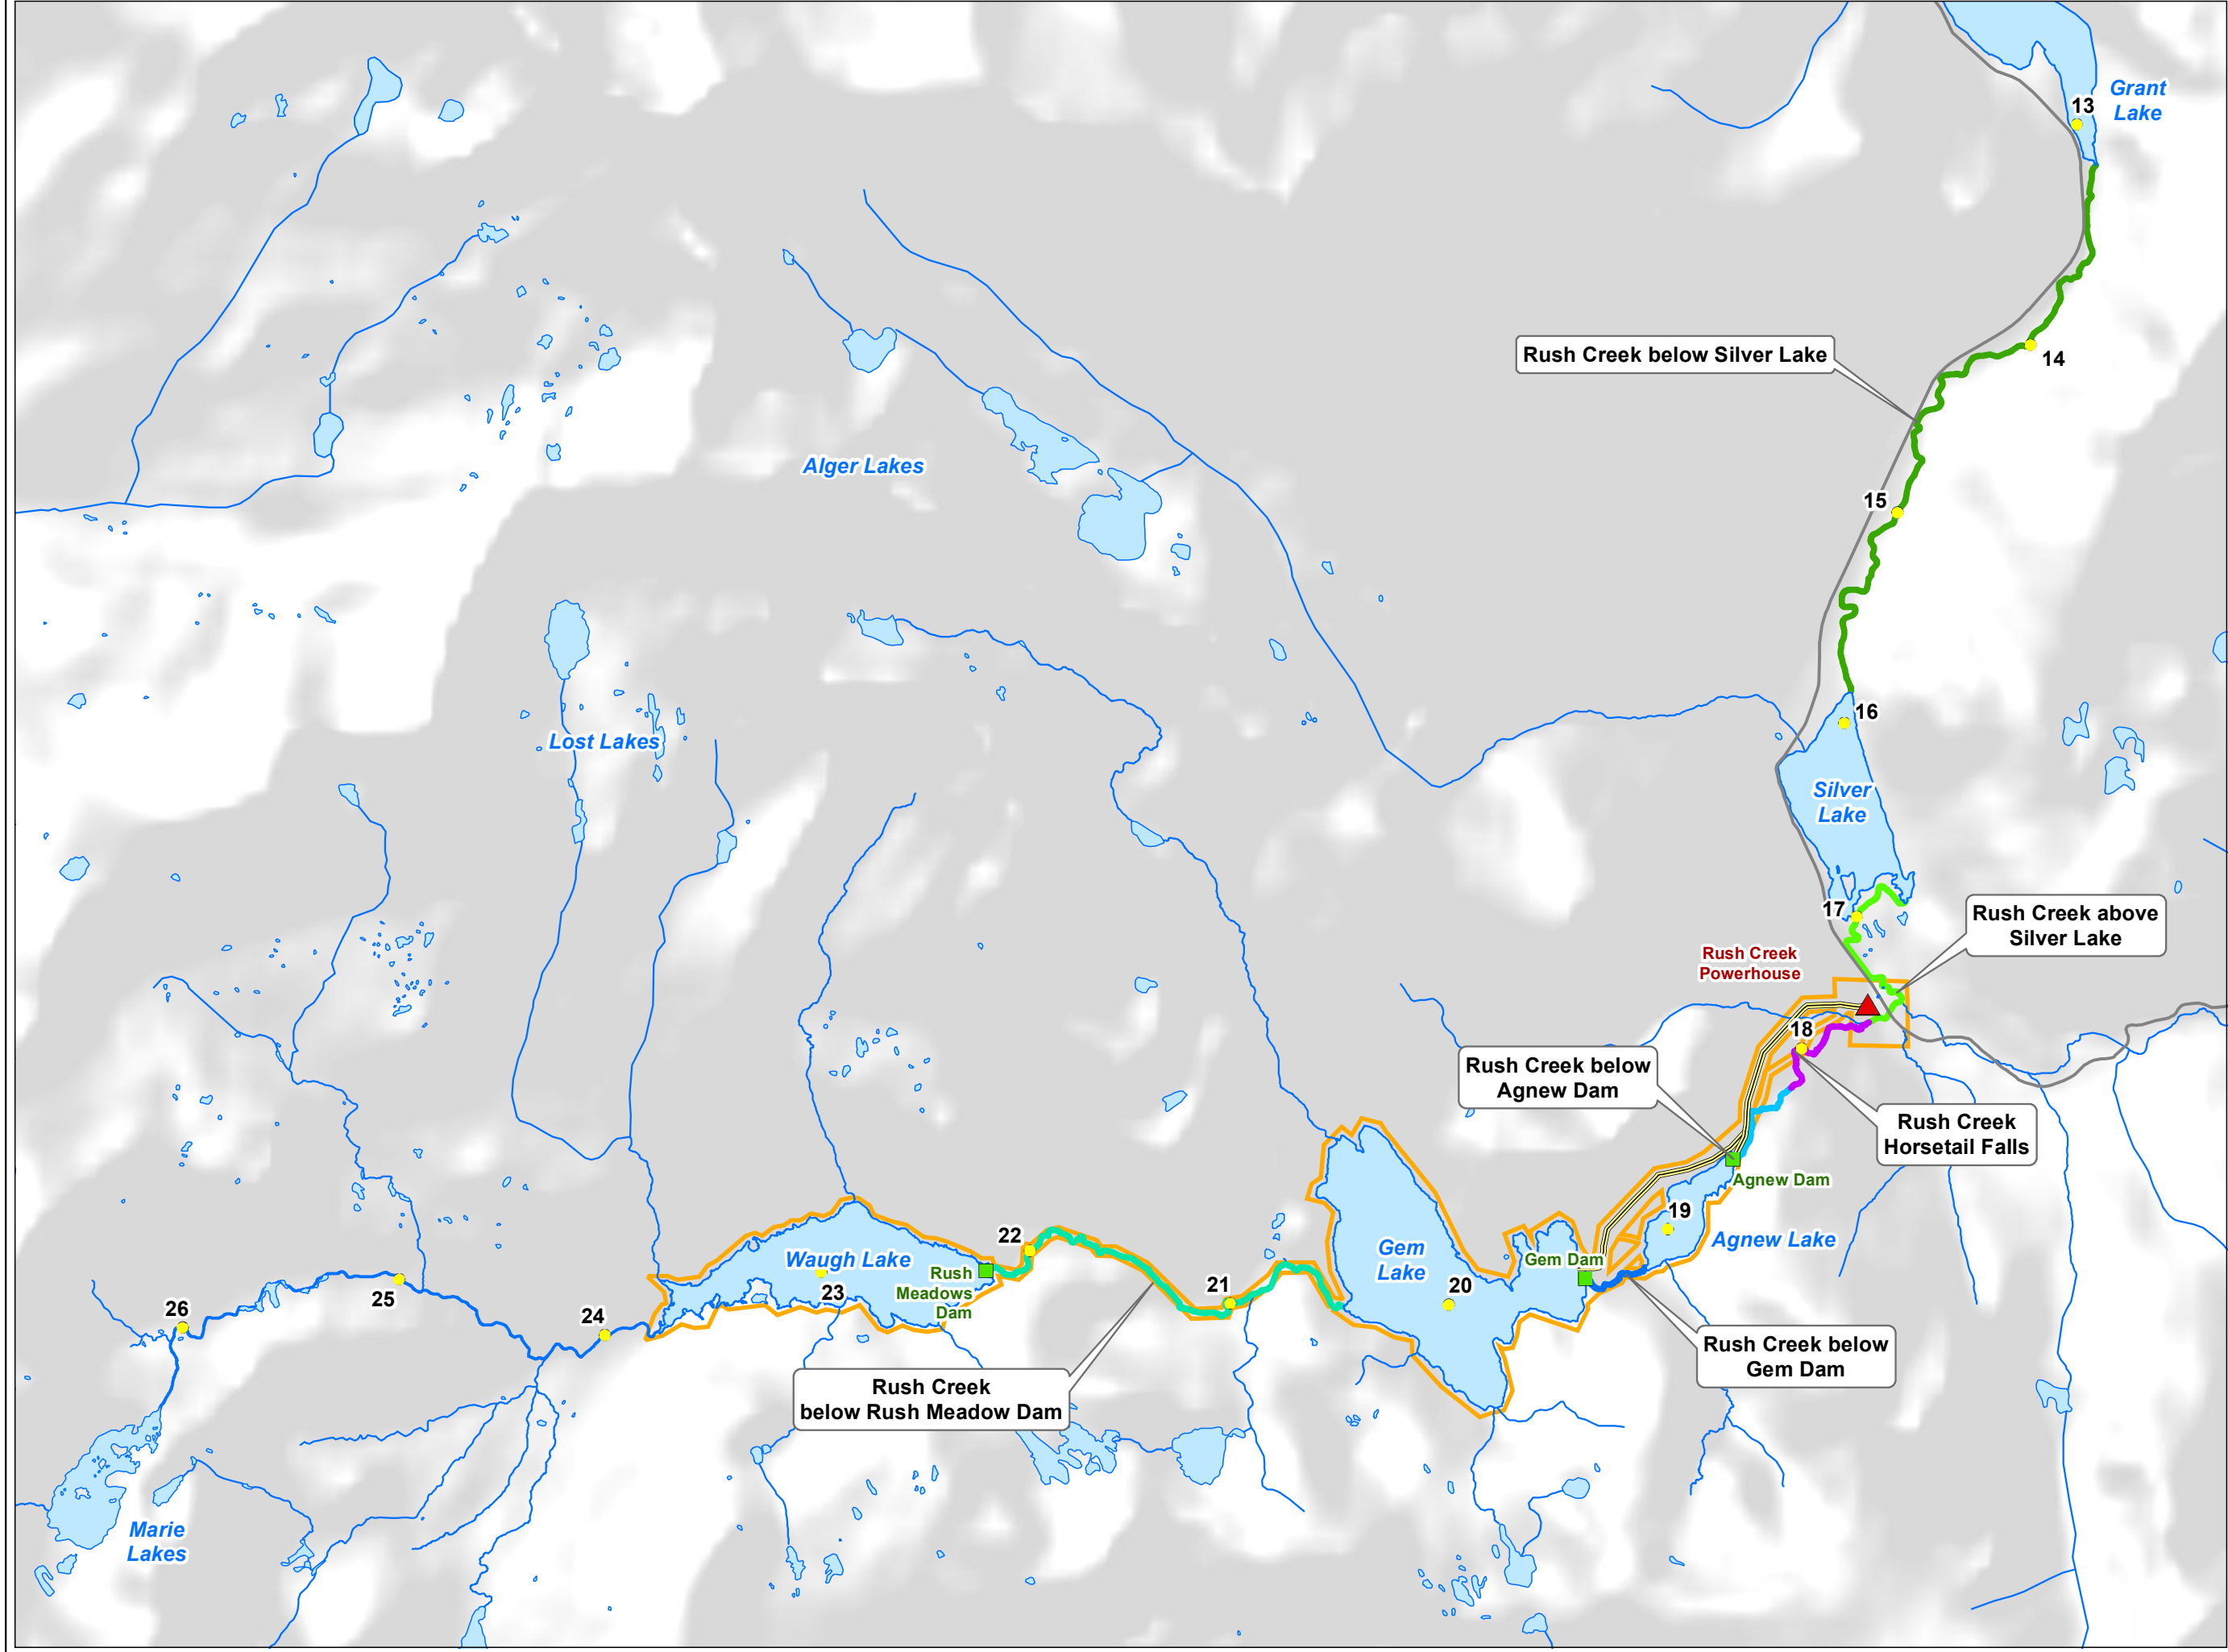 Grant
Lake
13
Rush Creek below Silver Lake
14
Alger Lakes
15
16
Lost Lakes
Silver
Lake
17
Rush Creek above
Silver Lake
Rush Creek
Powerhouse
18
Rush Creek below
Agnew Dam
Rush Creek
Horsetail Falls
Agnew Dam
19
Agnew Lake
22
Waugh Lake
Gem
Lake
Gem Dam
Rush
Meadows
Dam
23
21
20
25
26
24
Rush Creek below
Gem Dam
Rush Creek
below Rush Meadow Dam
Marie
Lakes